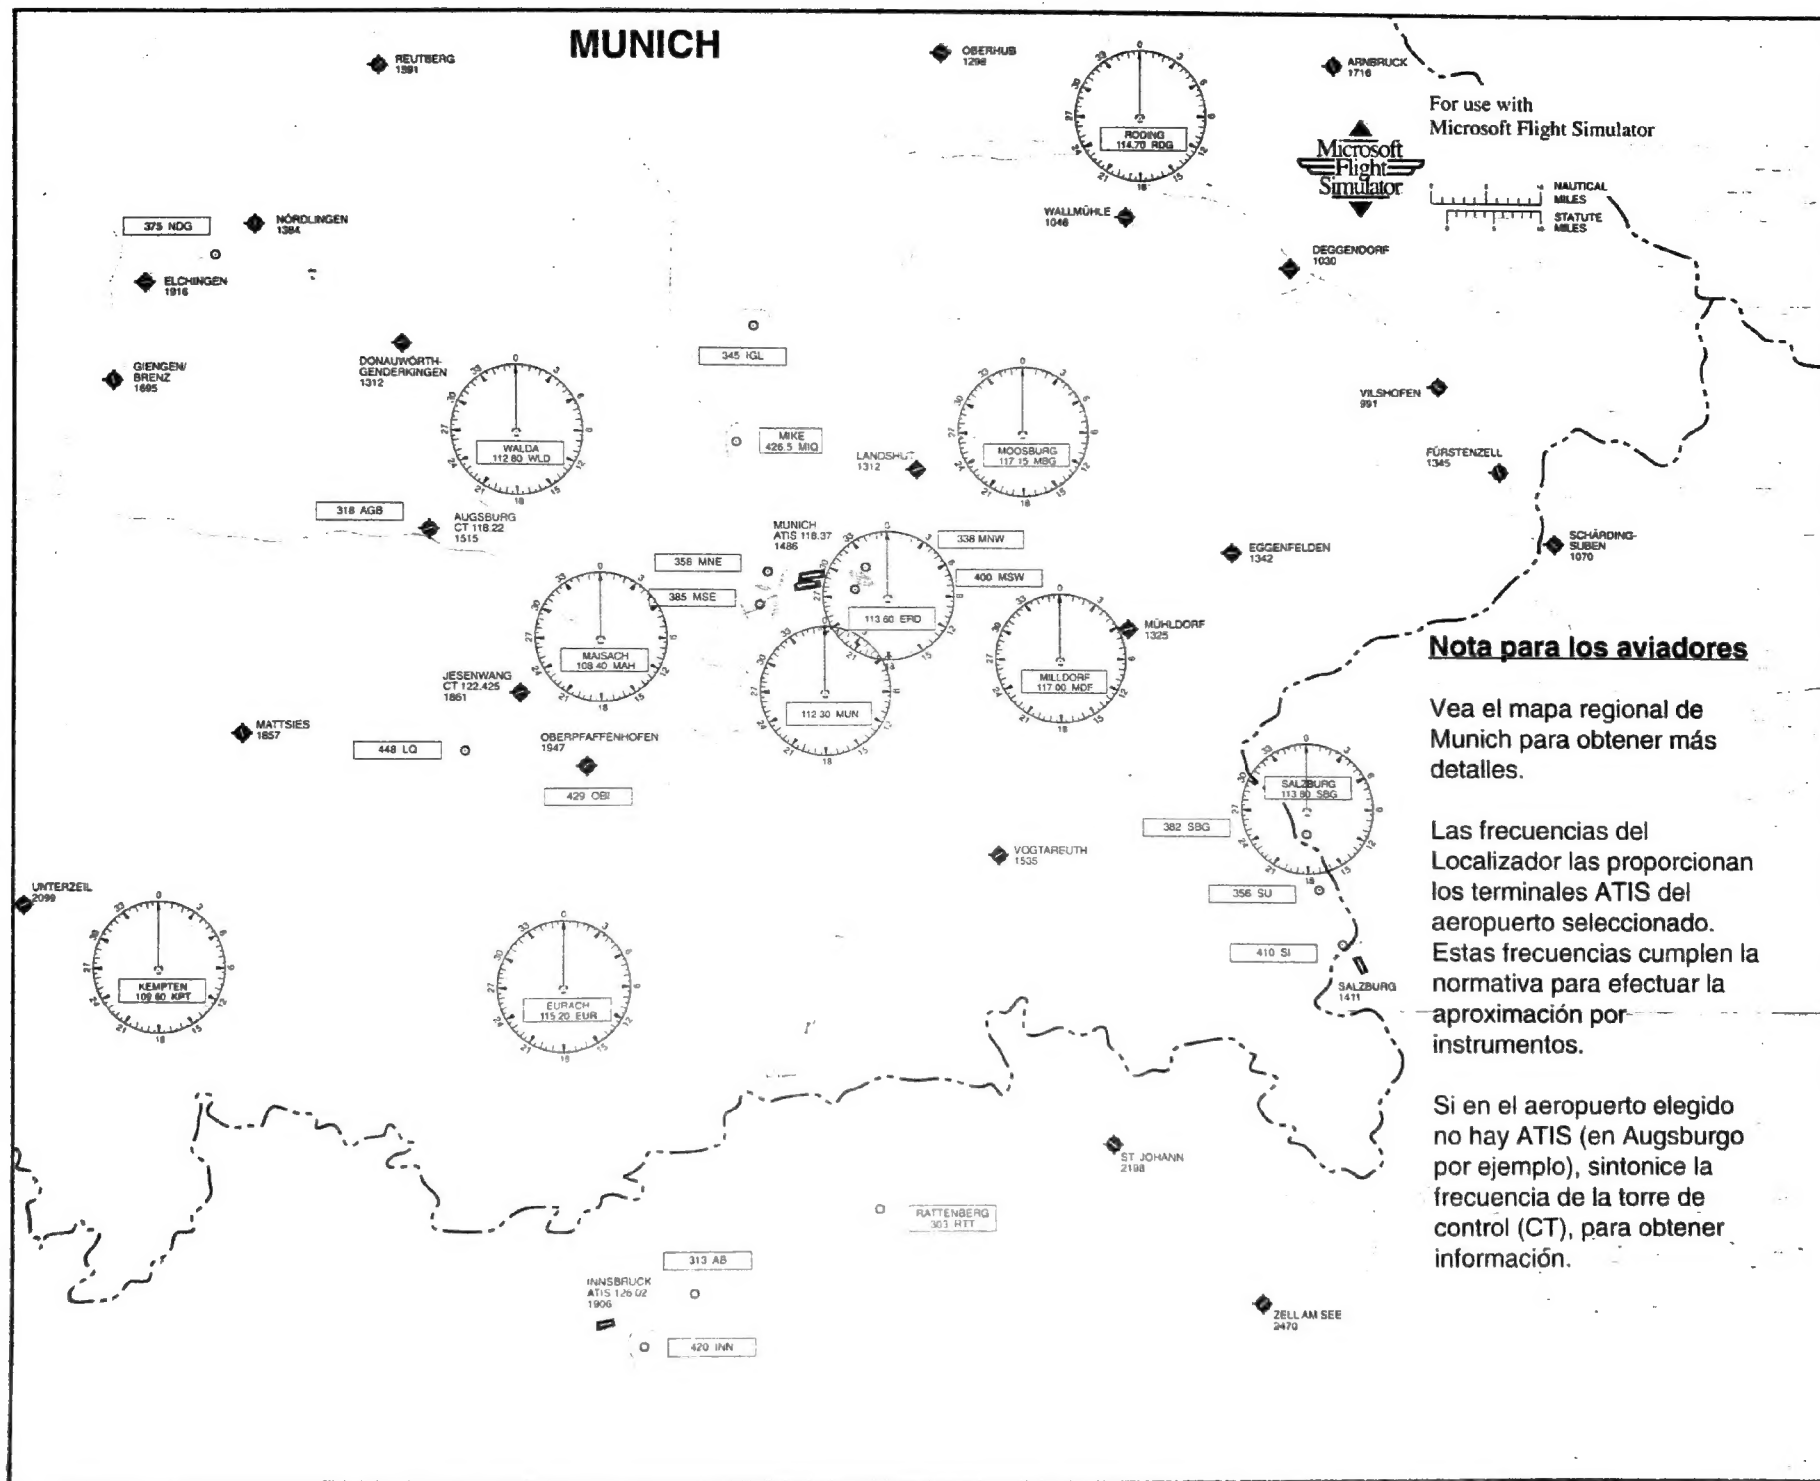 MUNICH
REUTBERG
1391
OBERHUB
1298
ARNBRUCK
1716
For use with
Microsoft Flight Simulator
Microsoft
Flight
Simulator
NAUTICAL
MILES
STATUTE
MILES
RODING
114.70 RDG
WALLMÜHLE
1046
DEGGENDORF
1030
375 NDG
NÖRDLINGEN
1384
ELCHINGEN
1916
GIENGEN/
BRENZ
1695
DONAUWÖRTH-
GENDERKINGEN
1312
345 IGL
WALDA
112 80 WLD
MIKE
426.5 MIQ
LANDSHUT
1312
MOOSBURG
117 15 MBG
VILSHOFEN
991
FÜRSTENZELL
1345
318 AGB
AUGSBURG
CT 118.22
1515
MUNICH
ATIS 118.37
1486
338 MNW
400 MSW
358 MNE
385 MSE
113 60 ERD
EGGENFELDEN
1342
SCHÄRDING-
SUBEN
1070
MAISACH
108 40 MAH
JESENWANG
CT 122.425
1861
112 30 MUN
MILLDORF
117 00 MDF
MÜHLDORF
1325
MATTSIES
1857
448 LQ
OBERPFAFFENHOFEN
1947
429 OBI
SALZBURG
113 80 SBG
382 SBG
VOGTAREUTH
1535
356 SU
410 SI
SALZBURG
1411
UNTERZEIL
2099
KEMPTEN
109 60 KPT
EURACH
115 20 EUR
ST JOHANN
2198
RATTENBERG
303 RTT
313 AB
INNSBRUCK
ATIS 126 02
1906
420 INN
ZELL AM SEE
2470
Nota para los aviadores
Vea el mapa regional de
Munich para obtener más
detalles.
Las frecuencias del
Localizador las proporcionan
los terminales ATIS del
aeropuerto seleccionado.
Estas frecuencias cumplen la
normativa para efectuar la
aproximación por
instrumentos.
Si en el aeropuerto elegido
no hay ATIS (en Augsburgo
por ejemplo), sintonice la
frecuencia de la torre de
control (CT), para obtener
información.